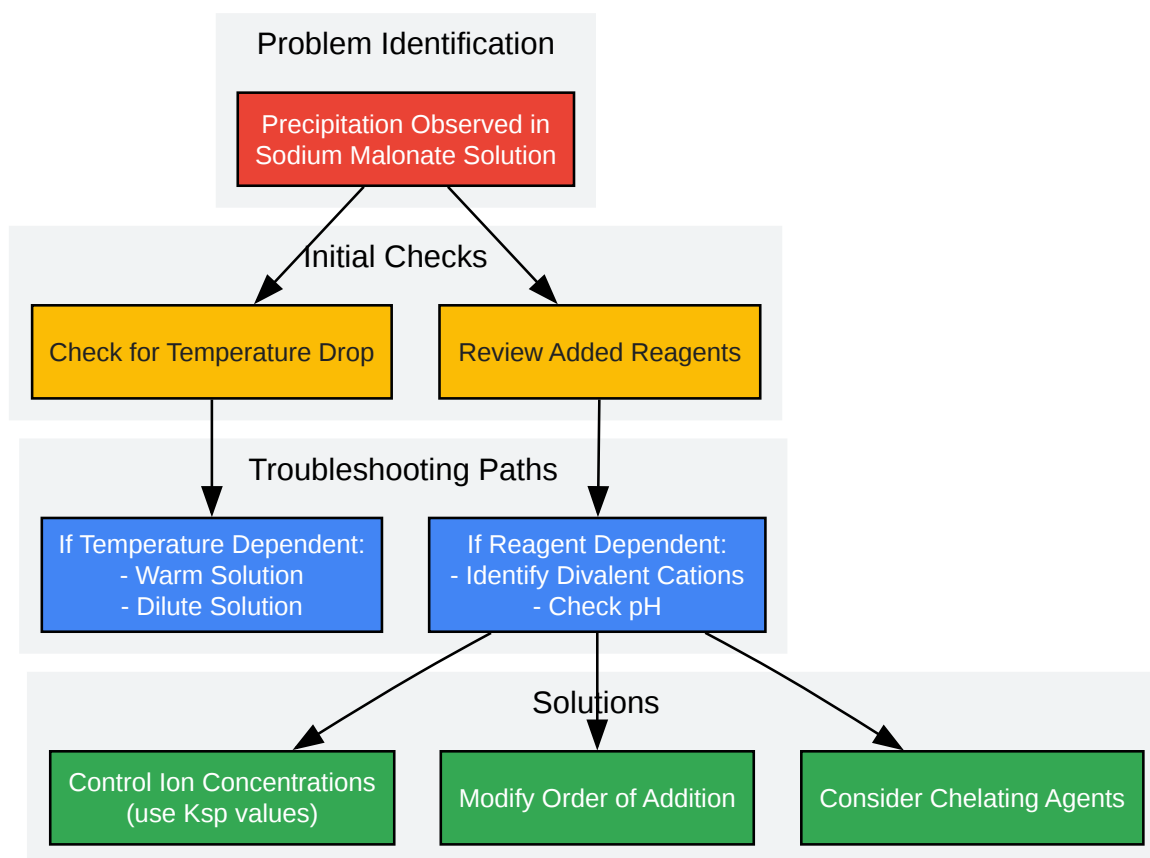 Problem Identification
Precipitation Observed in
Sodium Malonate Solution
Initial Checks
Check for Temperature Drop
Review Added Reagents
Troubleshooting Paths
If Temperature Dependent:
- Warm Solution
- Dilute Solution
If Reagent Dependent:
- Identify Divalent Cations
- Check pH
Solutions
Control Ion Concentrations
(use Ksp values)
Modify Order of Addition
Consider Chelating Agents